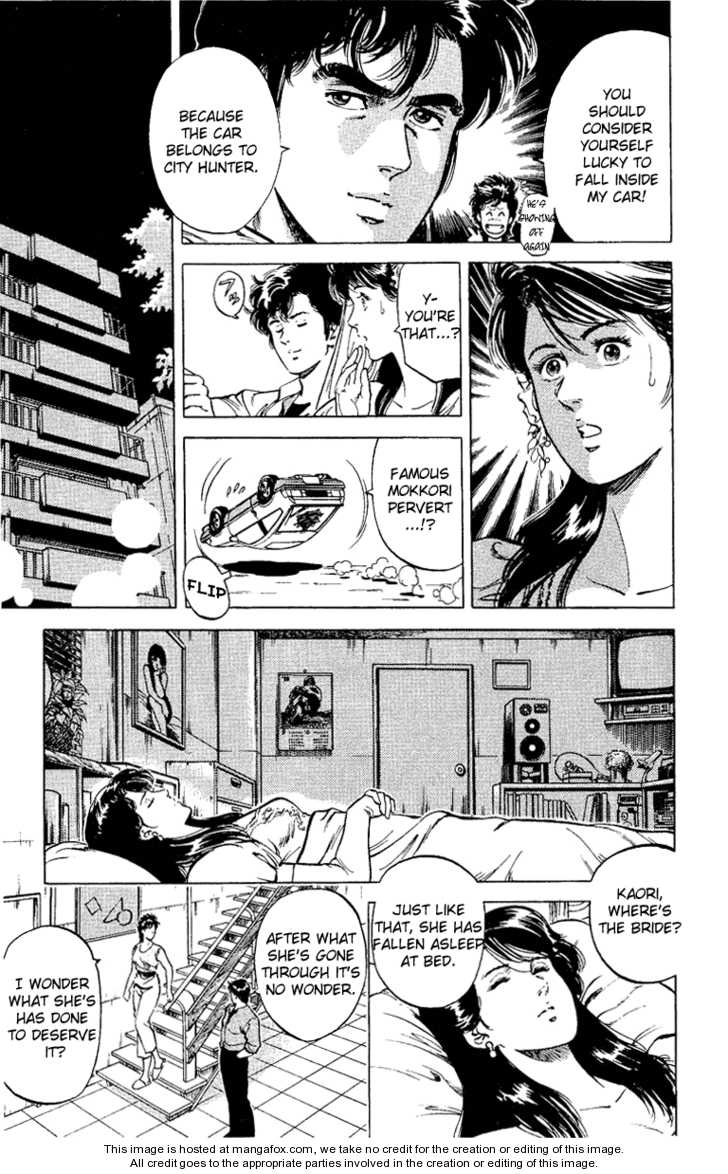 YOU
SHOULD
CONSIDER
YOURSELF
LUCKY TO
FALL INSIDE
MY CAR!
HE'S
SHOWING
OFF
AGAIN
BECAUSE
THE CAR
BELONGS TO
CITY HUNTER.
Y-
YOU'RE
THAT...?
FAMOUS
MOKKORI
PERVERT
...!?
FLIP
KAORI,
WHERE'S
THE BRIDE?
JUST LIKE
THAT, SHE HAS
FALLEN ASLEEP
AT BED.
AFTER WHAT
SHE'S GONE
THROUGH IT'S
NO WONDER.
I WONDER
WHAT SHE'S
HAS DONE
TO DESERVE
IT?
This image is hosted at mangafox.com, we take no credit for the creation or editing of this image.
All credit goes to the appropriate parties involved in the creation or editing of this image.